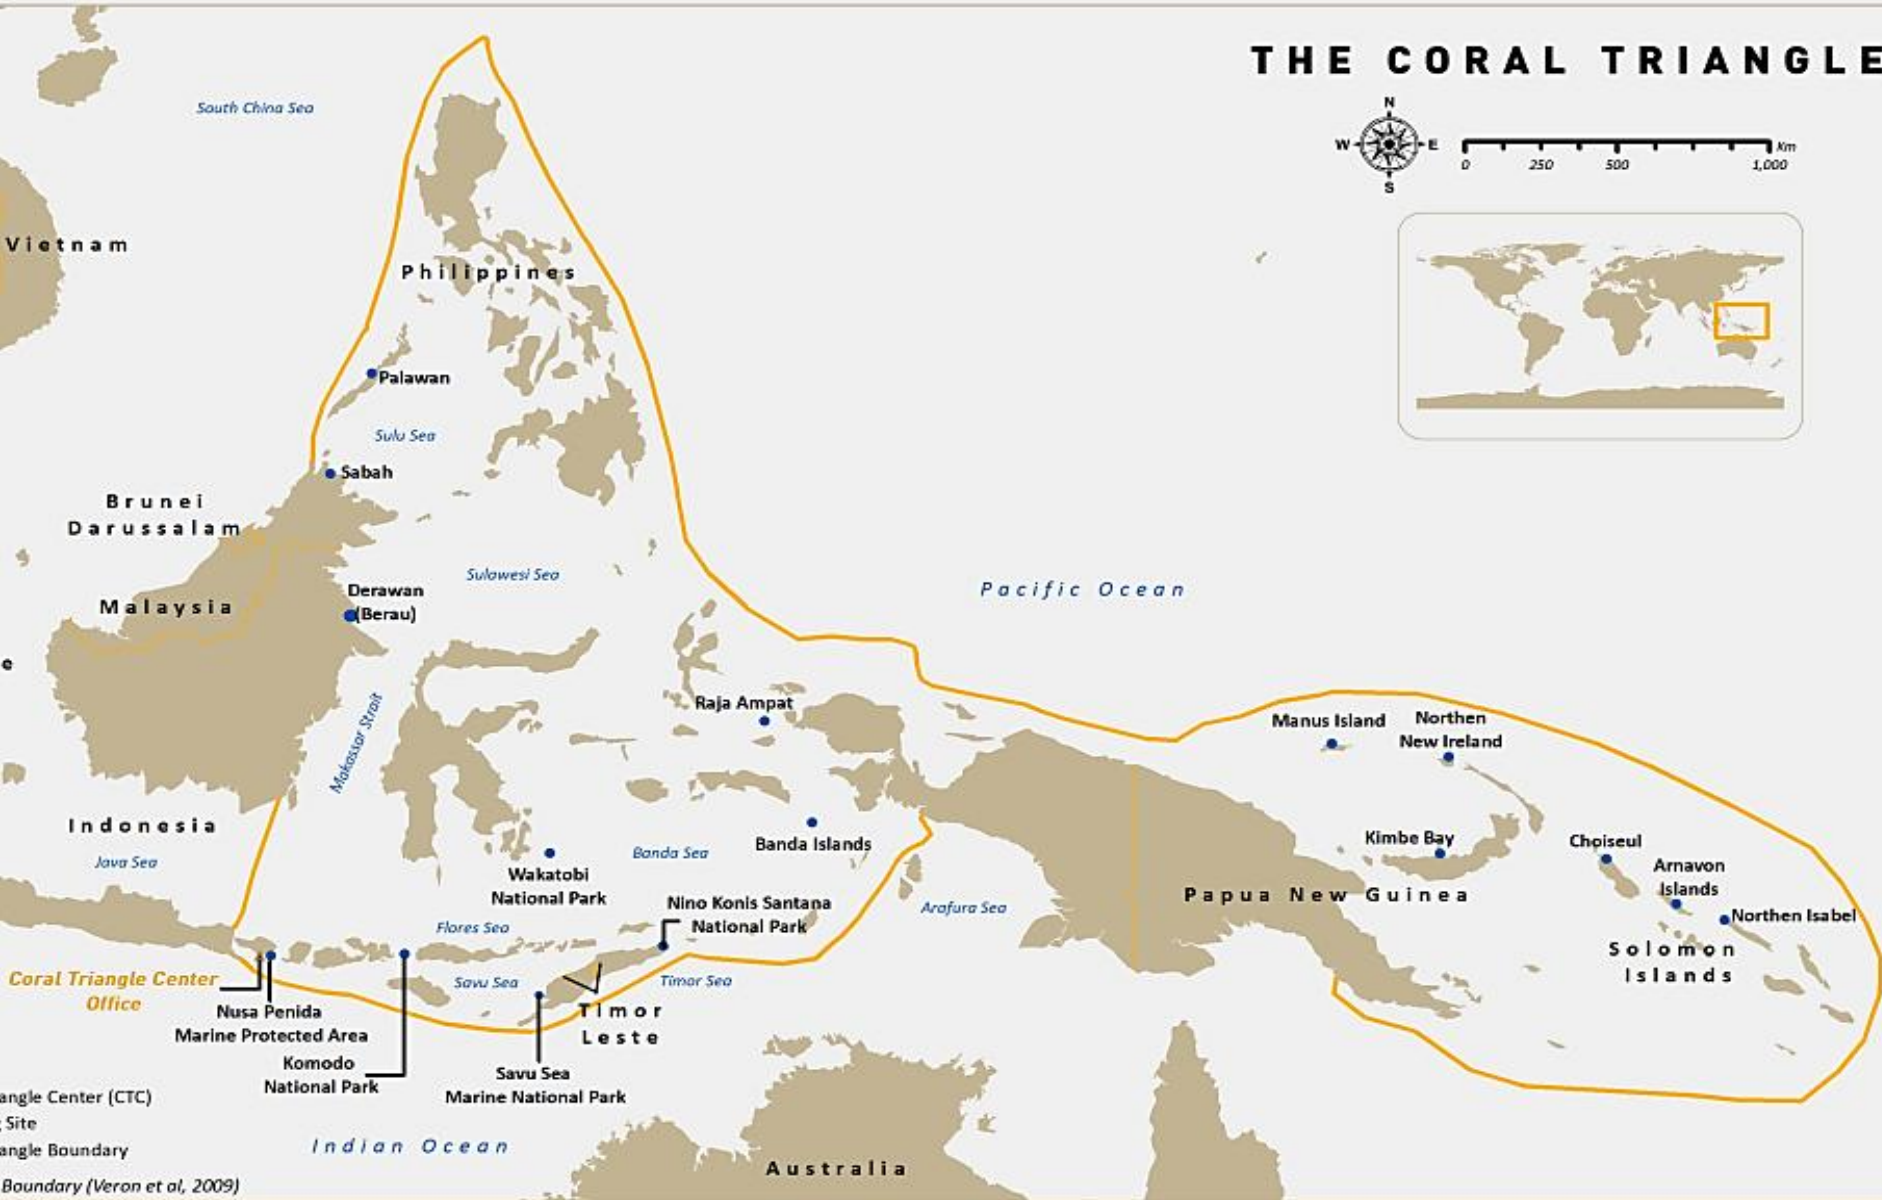 THE CORAL TRIANGLE
N
W
E
S
Km
0
250
500
1,000
South China Sea
Vietnam
Philippines
Palawan
Sulu Sea
Sabah
Brunei
Darussalam
Sulawesi Sea
Pacific Ocean
Derawan
(Berau)
Malaysia
e
Makassar Strait
Raja Ampat
Manus Island
Northen
New Ireland
Indonesia
Java Sea
Banda Islands
Banda Sea
Kimbe Bay
Choiseul
Arnavon
Islands
Wakatobi
National Park
Nino Konis Santana
National Park
Arafura Sea
Papua New Guinea
Northen Isabel
Flores Sea
Solomon
Islands
Coral Triangle Center
Office
Savu Sea
Timor Sea
Nusa Penida
Marine Protected Area
Timor
Leste
Komodo
National Park
Savu Sea
Marine National Park
angle Center (CTC)
Site
angle Boundary
Boundary (Veron et al, 2009)
Indian Ocean
Australia